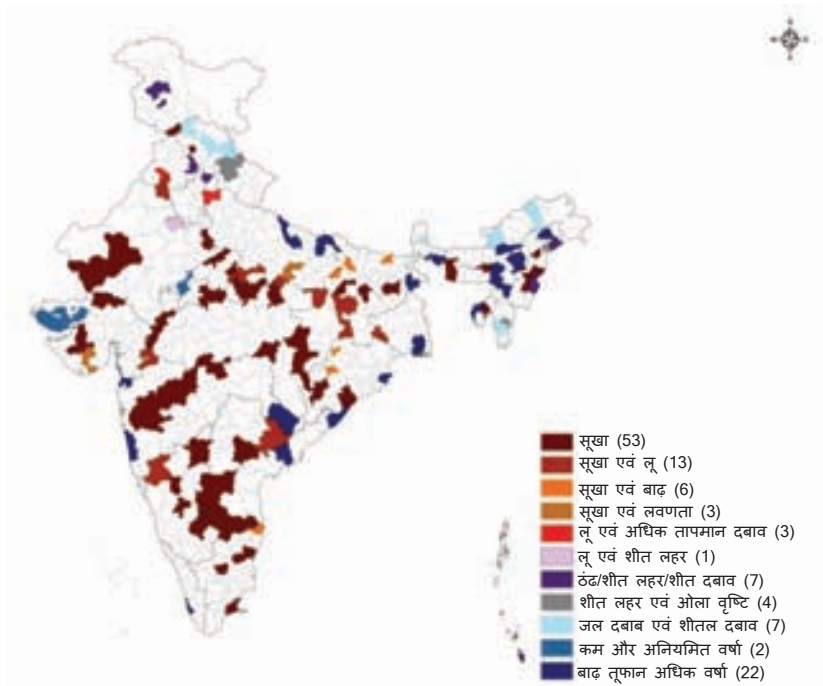 सूखा (53)
सूखा एवं लू (13)
सूखा एवं बाढ़ (6)
सूखा एवं लवणता (3)
लू एवं अधिक तापमान दबाव (3)
लू एवं शीत लहर (1)
ठंढ/शीत लहर/शीत दबाव (7)
शीत लहर एवं ओला वृष्टि (4)
जल दबाब एवं शीतल दबाव (7)
कम और अनियमित वर्षा (2)
बाढ़ तूफान अधिक वर्षा (22)